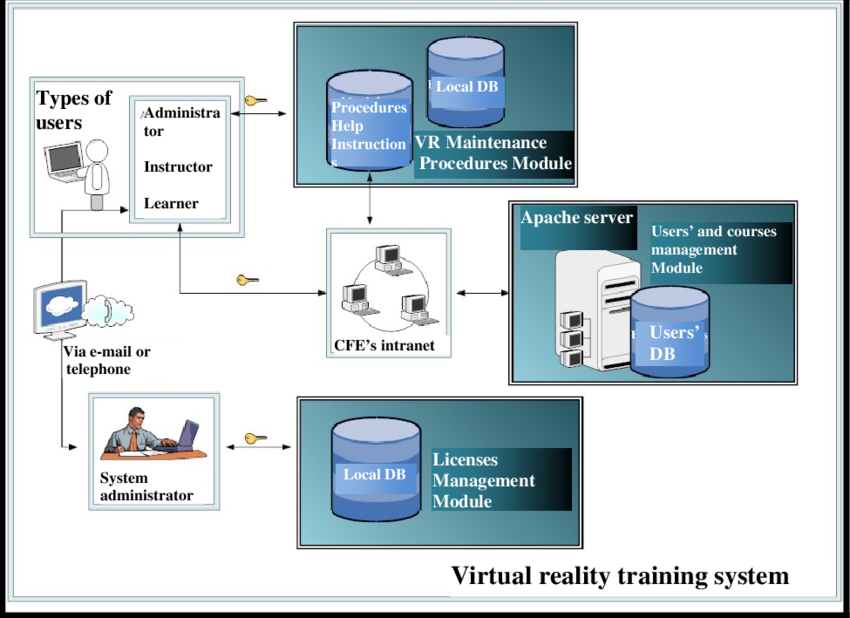 Types of
users
Administra
tor
Instructor
Learner
Procedures
Help
Instruction
s
Local DB
VR Maintenance
Procedures Module
Apache server
Users' and courses
management
Module
Users'
DB
CFE's intranet
Via e-mail or
telephone
System
administrator
Local DB
Licenses
Management
Module
Virtual reality training system